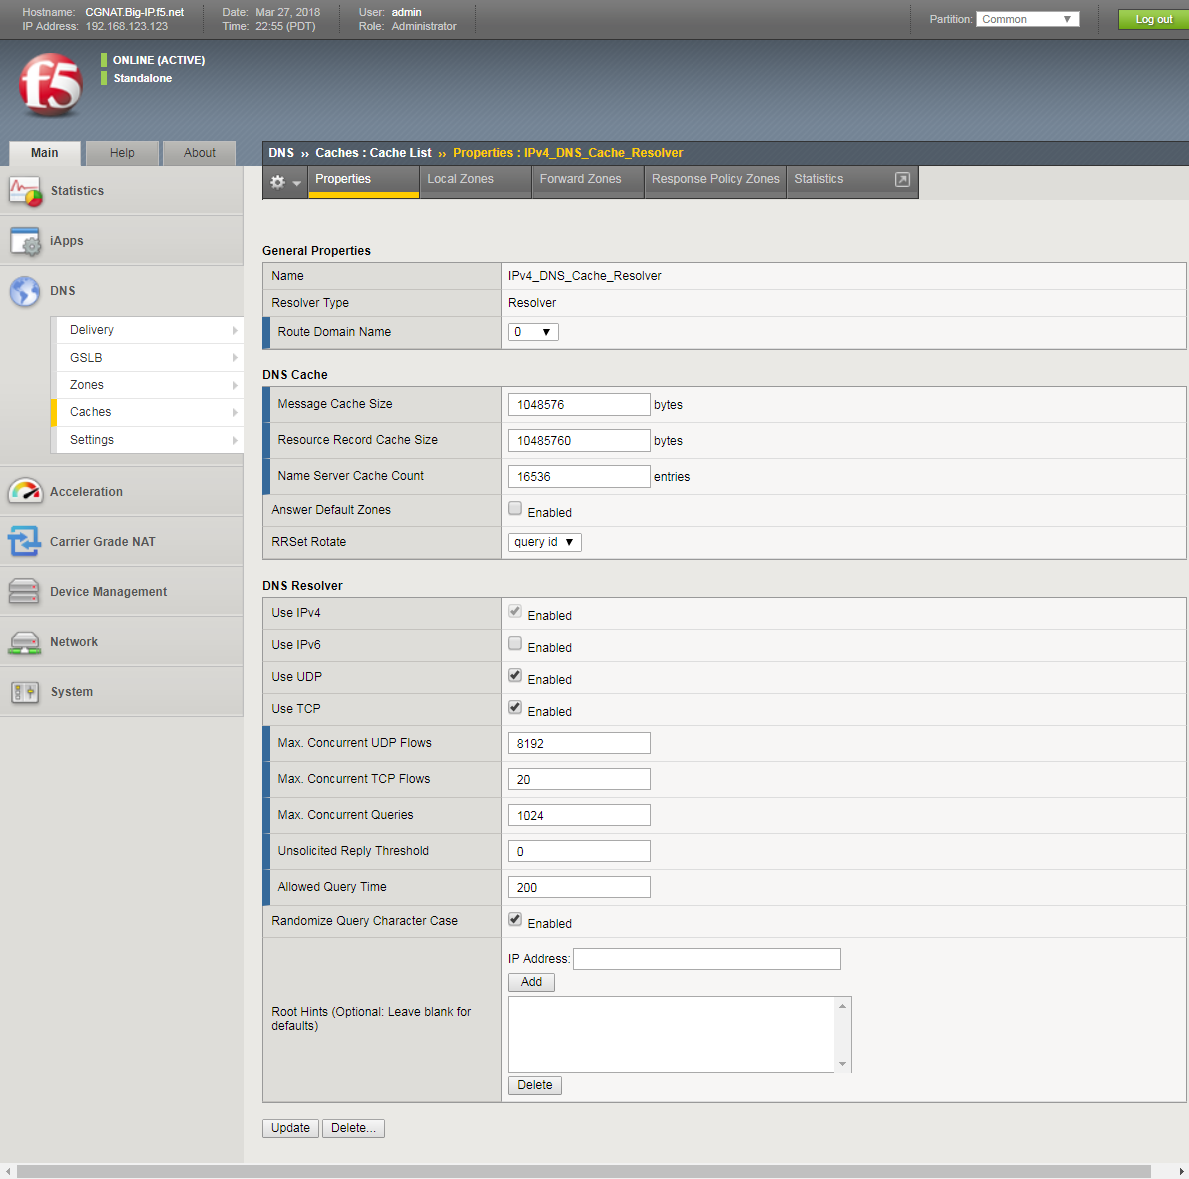 Hostname: CGNAT.Big-IP.f5.net Date: Mar 27, 2018 User: admin
IP Address: 192.168.123.123 Time: 22:55 (PDT) Role: Administrator
Partition: Common Log out
f5
ONLINE (ACTIVE)
Standalone
Main Help About
DNS ›› Caches : Cache List ›› Properties : IPv4_DNS_Cache_Resolver
Properties Local Zones Forward Zones Response Policy Zones Statistics
Statistics
iApps
DNS
Delivery
GSLB
Zones
Caches
Settings
Acceleration
Carrier Grade NAT
Device Management
Network
System
General Properties
Name IPv4_DNS_Cache_Resolver
Resolver Type Resolver
Route Domain Name 0
DNS Cache
Message Cache Size 1048576 bytes
Resource Record Cache Size 10485760 bytes
Name Server Cache Count 16536 entries
Answer Default Zones Enabled
RRSet Rotate query id
DNS Resolver
Use IPv4 Enabled
Use IPv6 Enabled
Use UDP Enabled
Use TCP Enabled
Max. Concurrent UDP Flows 8192
Max. Concurrent TCP Flows 20
Max. Concurrent Queries 1024
Unsolicited Reply Threshold 0
Allowed Query Time 200
Randomize Query Character Case Enabled
Root Hints (Optional: Leave blank for
defaults)
IP Address:
Add
Delete
Update Delete...